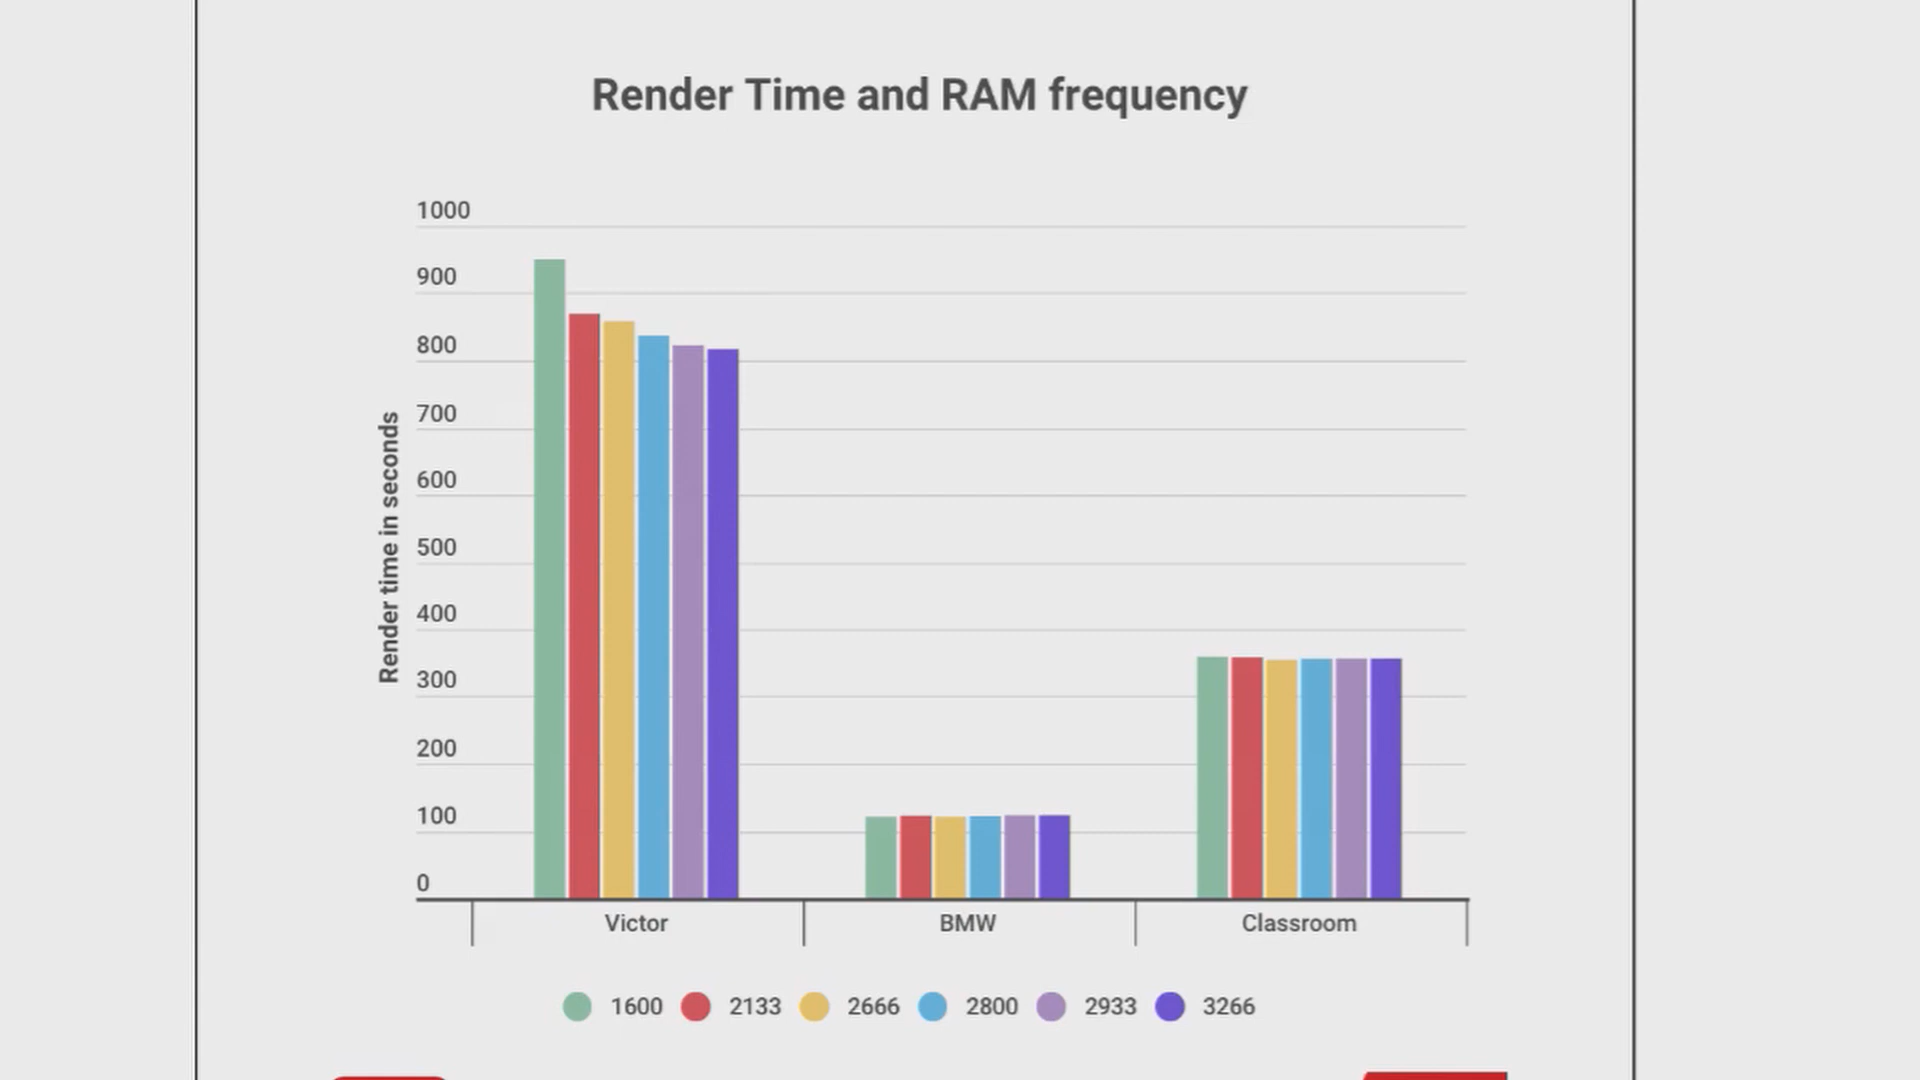 Render Time and RAM frequency
1000
900
800
700
600
500
400
300
200
100
0
Render time in seconds
Victor BMW Classroom
1600 2133 2666 2800 2933 3266